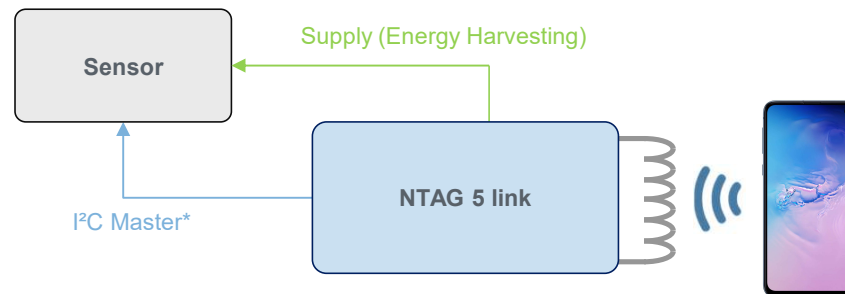 Supply (Energy Harvesting)
Sensor
NTAG 5 link
I²C Master*